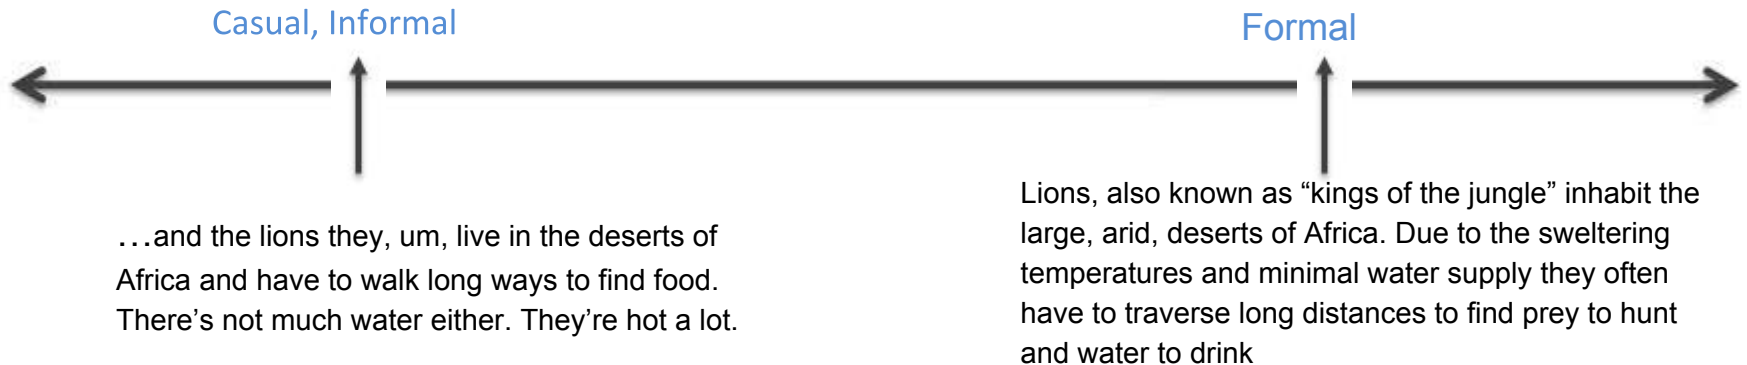 Casual, Informal
Formal
…and the lions they, um, live in the deserts of
Africa and have to walk long ways to find food.
There’s not much water either. They’re hot a lot.
Lions, also known as “kings of the jungle” inhabit the
large, arid, deserts of Africa. Due to the sweltering
temperatures and minimal water supply they often
have to traverse long distances to find prey to hunt
and water to drink